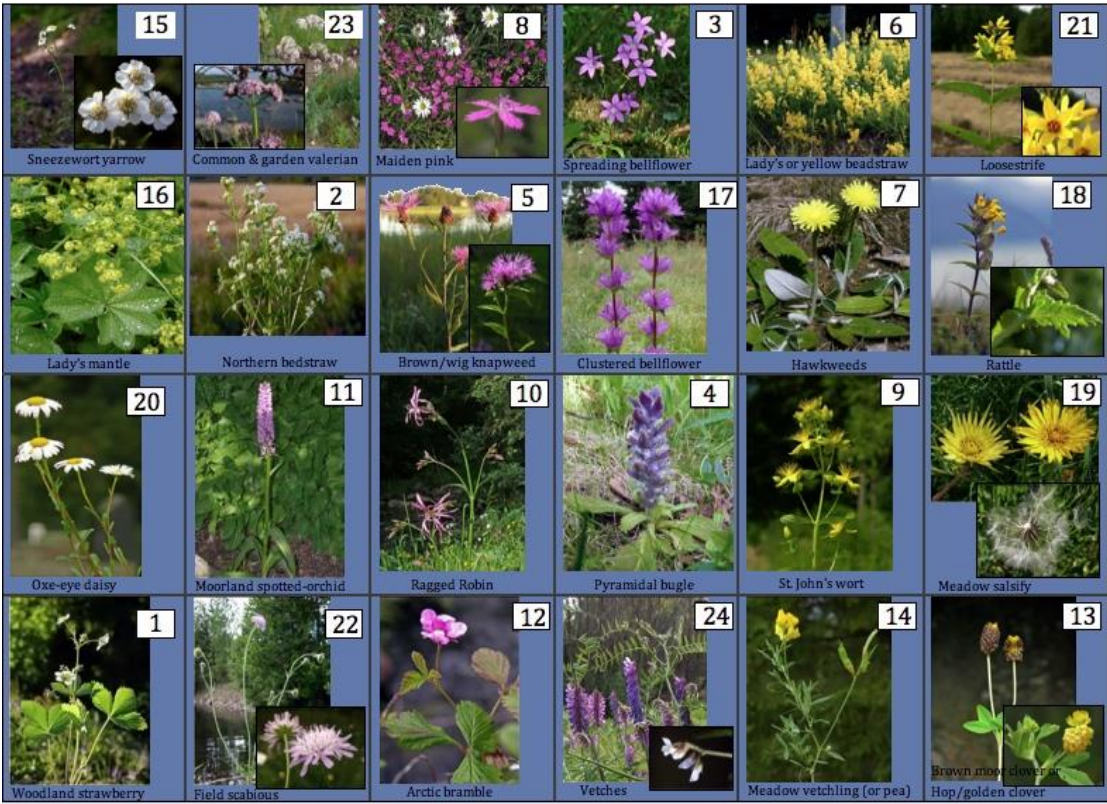 15
Sneezewort yarrow
23
Common & garden valerian
8
Maiden pink
3
Spreading bellflower
6
Lady's or yellow beadstraw
21
Loosestrife
16
Lady's mantle
2
Northern bedstraw
5
Brown/wig knapweed
17
Clustered bellflower
7
Hawkweeds
18
Rattle
20
Oxe-eye daisy
11
Moorland spotted-orchid
10
Ragged Robin
4
Pyramidal bugle
9
St. John's wort
19
Meadow salsify
1
Woodland strawberry
22
Field scabious
12
Arctic bramble
24
Vetches
14
Meadow vetchling (or pea)
13
Brown moor clover or
Hop/golden clover